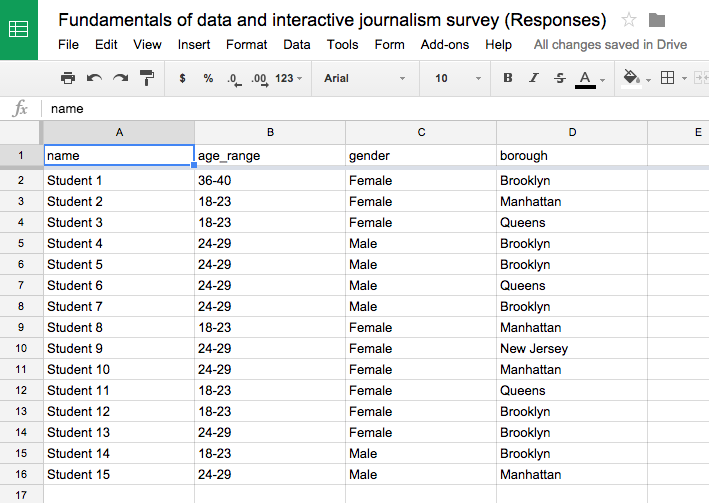 Fundamentals of data and interactive journalism survey (Responses)
File Edit View Insert Format Data Tools Form Add-ons Help All changes saved in Drive
$ % .0 .00 123 Arial 10 B I S A
fx name
A B C D E
1 name age_range gender borough
2 Student 1 36-40 Female Brooklyn
3 Student 2 18-23 Female Manhattan
4 Student 3 18-23 Female Queens
5 Student 4 24-29 Male Brooklyn
6 Student 5 24-29 Male Brooklyn
7 Student 6 24-29 Male Queens
8 Student 7 24-29 Male Brooklyn
9 Student 8 18-23 Female Manhattan
10 Student 9 24-29 Female New Jersey
11 Student 10 24-29 Female Manhattan
12 Student 11 18-23 Female Queens
13 Student 12 18-23 Female Brooklyn
14 Student 13 24-29 Female Brooklyn
15 Student 14 18-23 Male Brooklyn
16 Student 15 24-29 Male Manhattan
17